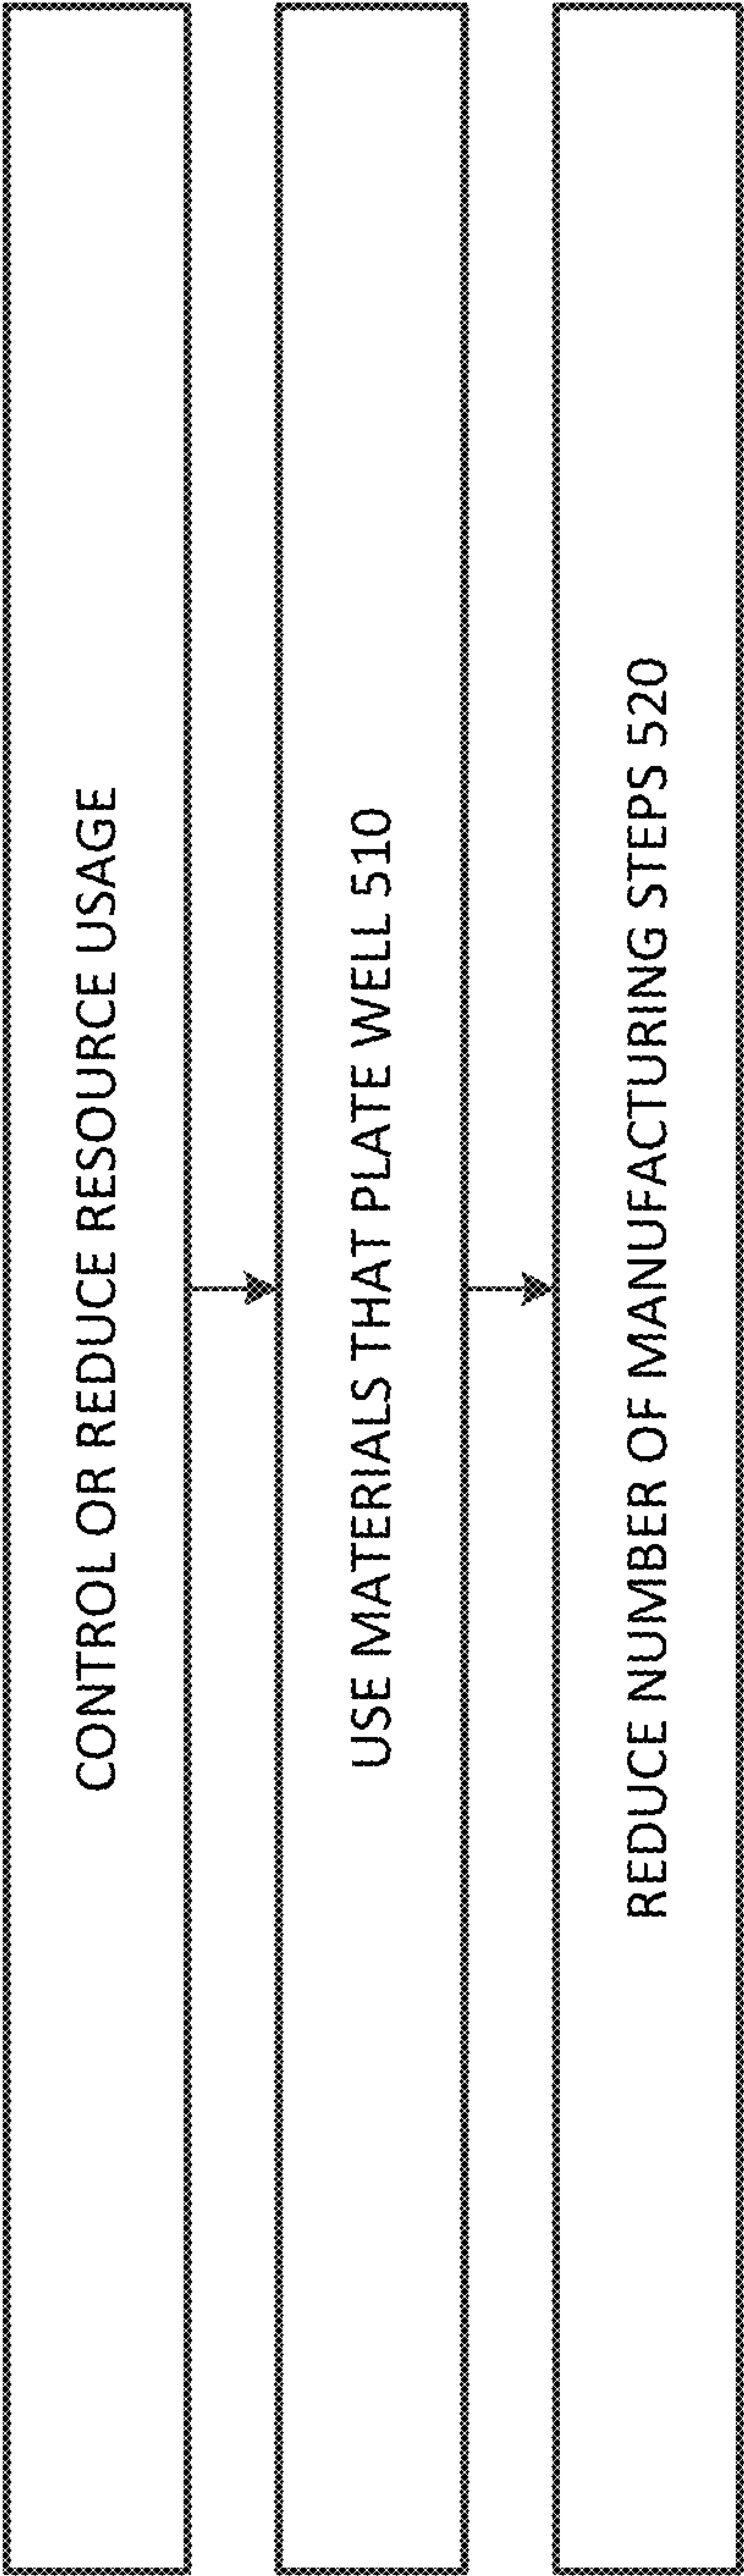 CONTROL OR REDUCE RESOURCE USAGE
USE MATERIALS THAT PLATE WELL 510
REDUCE NUMBER OF MANUFACTURING STEPS 520